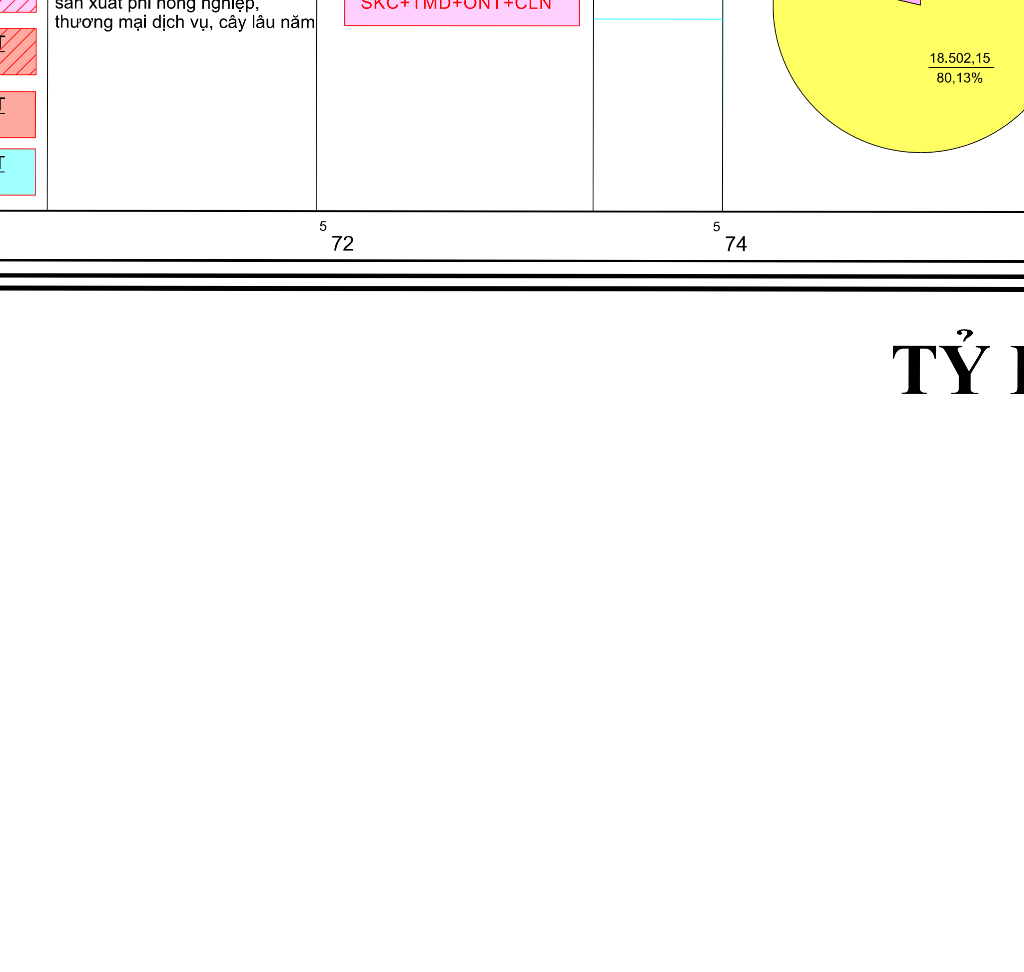 sản xuất phi nông nghiệp,
thương mại dịch vụ, cây lâu năm
SKC+TMD+ONT+CLN
T
T
T
18.502,15
80,13%
5
72
5
74
TỶ